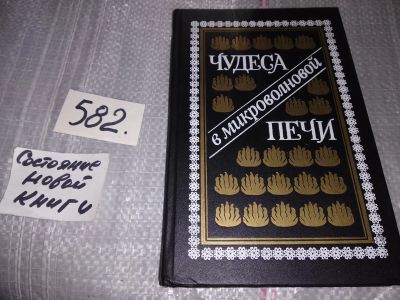 582.
Состояние
новой
книги
ЧУДЕСА
в микроволновой
ПЕЧИ